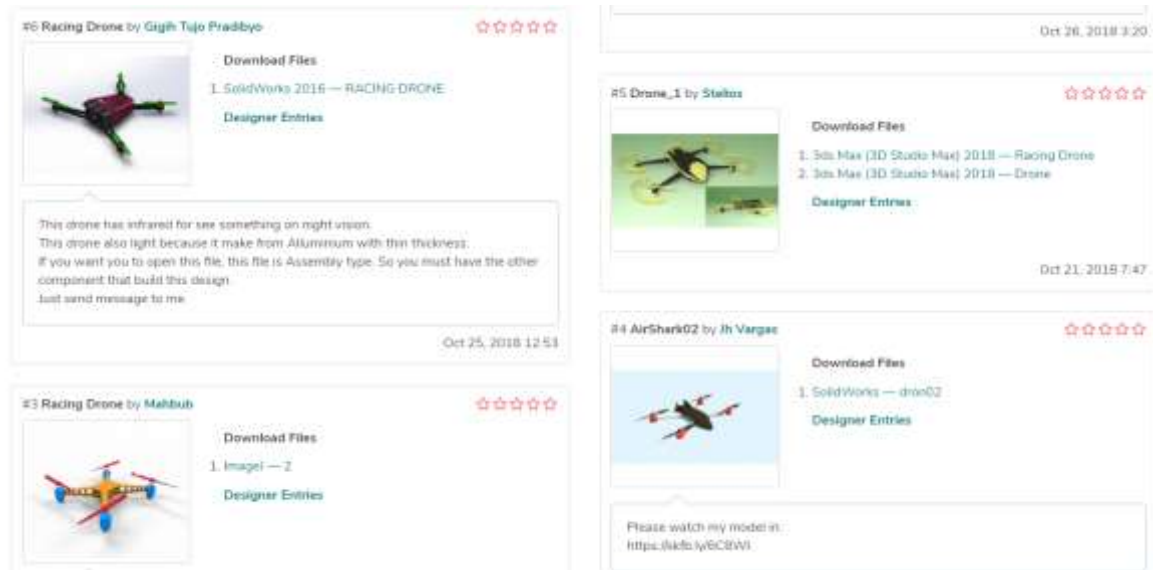 #6 Racing Drone by Gigih Tujo Pradibyo
Download Files
1. SolidWorks 2016 — RACING DRONE
Designer Entries
This drone has infrared for see something on night vision.
This drone also light because it make from Alluminium with thin thickness.
If you want you to open this file, this file is Assembly type. So you must have the other
component that build this design.
Just send message to me
Oct 25, 2018 12:53
#3 Racing Drone by Mahbub
Download Files
1. Image1 — 2
Designer Entries
Oct 26, 2018 3:20
#5 Drone_1 by Steitos
Download Files
1. 3ds Max (3D Studio Max) 2018 — Racing Drone
2. 3ds Max (3D Studio Max) 2018 — Drone
Designer Entries
Oct 21, 2018 7:47
#4 AirShark02 by Jh Vargas
Download Files
1. SolidWorks — dron02
Designer Entries
Please watch my model in: